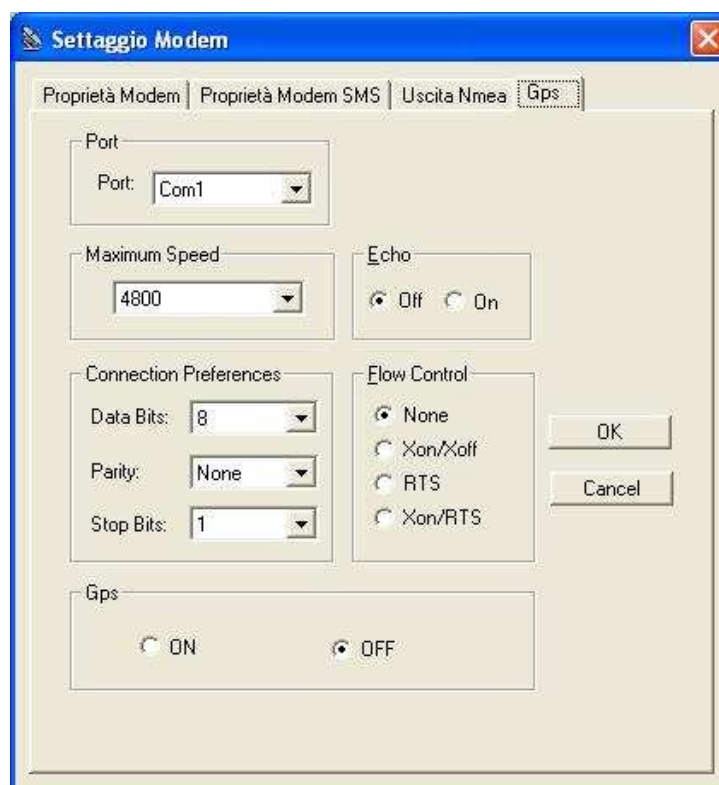 Settaggio Modem
Proprietà Modem
Proprietà Modem SMS
Uscita Nmea
Gps
Port
Port:
Com1
Maximum Speed
4800
Echo
Off
On
Connection Preferences
Data Bits:
8
Parity:
None
Stop Bits:
1
Flow Control
None
Xon/Xoff
RTS
Xon/RTS
OK
Cancel
Gps
ON
OFF